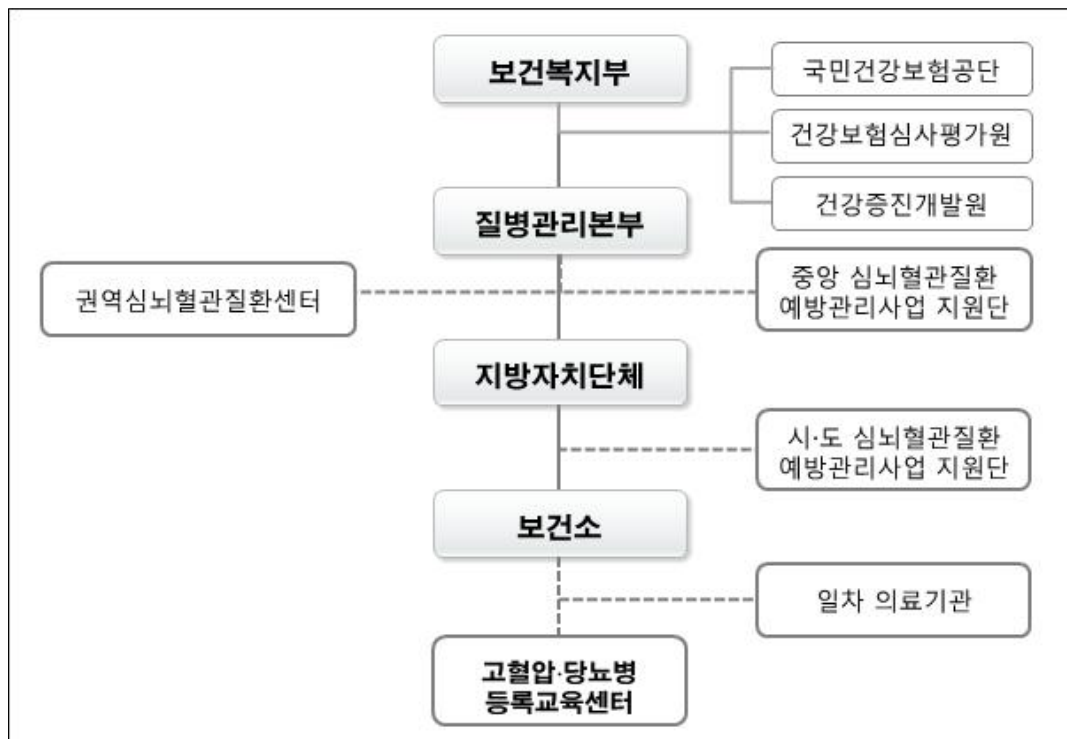 보건복지부
국민건강보험공단
건강보험심사평가원
건강증진개발원
질병관리본부
권역심뇌혈관질환센터
중앙 심뇌혈관질환
예방관리사업 지원단
지방자치단체
시·도 심뇌혈관질환
예방관리사업 지원단
보건소
일차 의료기관
고혈압·당뇨병
등록교육센터